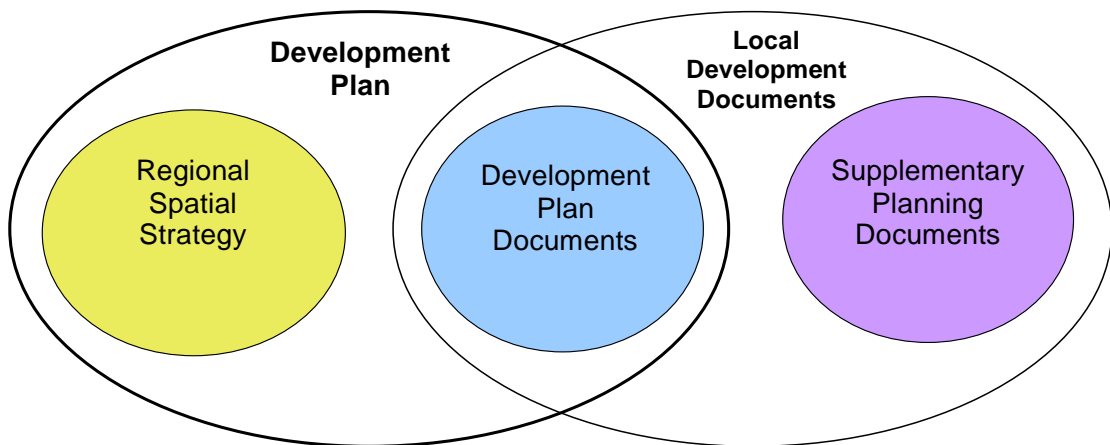 Development
Plan
Local
Development
Documents
Regional
Spatial
Strategy
Development
Plan
Documents
Supplementary
Planning
Documents